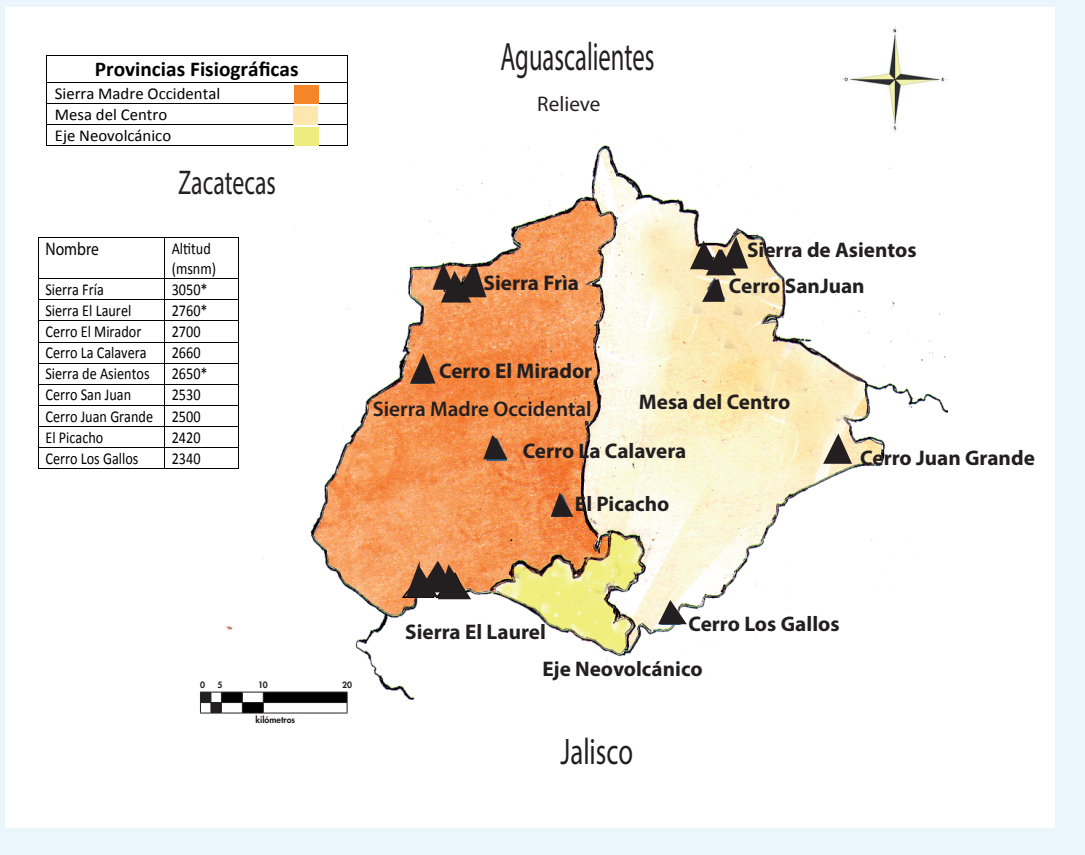 Aguascalientes
Relieve
Provincias Fisiográficas
Sierra Madre Occidental
Mesa del Centro
Eje Neovolcánico
N
O
E
S
Zacatecas
Nombre Altitud (msnm)
Sierra Fría 3050*
Sierra El Laurel 2760*
Cerro El Mirador 2700
Cerro La Calavera 2660
Sierra de Asientos 2650*
Cerro San Juan 2530
Cerro Juan Grande 2500
El Picacho 2420
Cerro Los Gallos 2340
Sierra de Asientos
Sierra Frìa
Cerro SanJuan
Cerro El Mirador
Sierra Madre Occidental
Mesa del Centro
Cerro La Calavera
Cerro Juan Grande
El Picacho
Sierra El Laurel
Cerro Los Gallos
Eje Neovolcánico
0 5 10 20
kilómetros
Jalisco